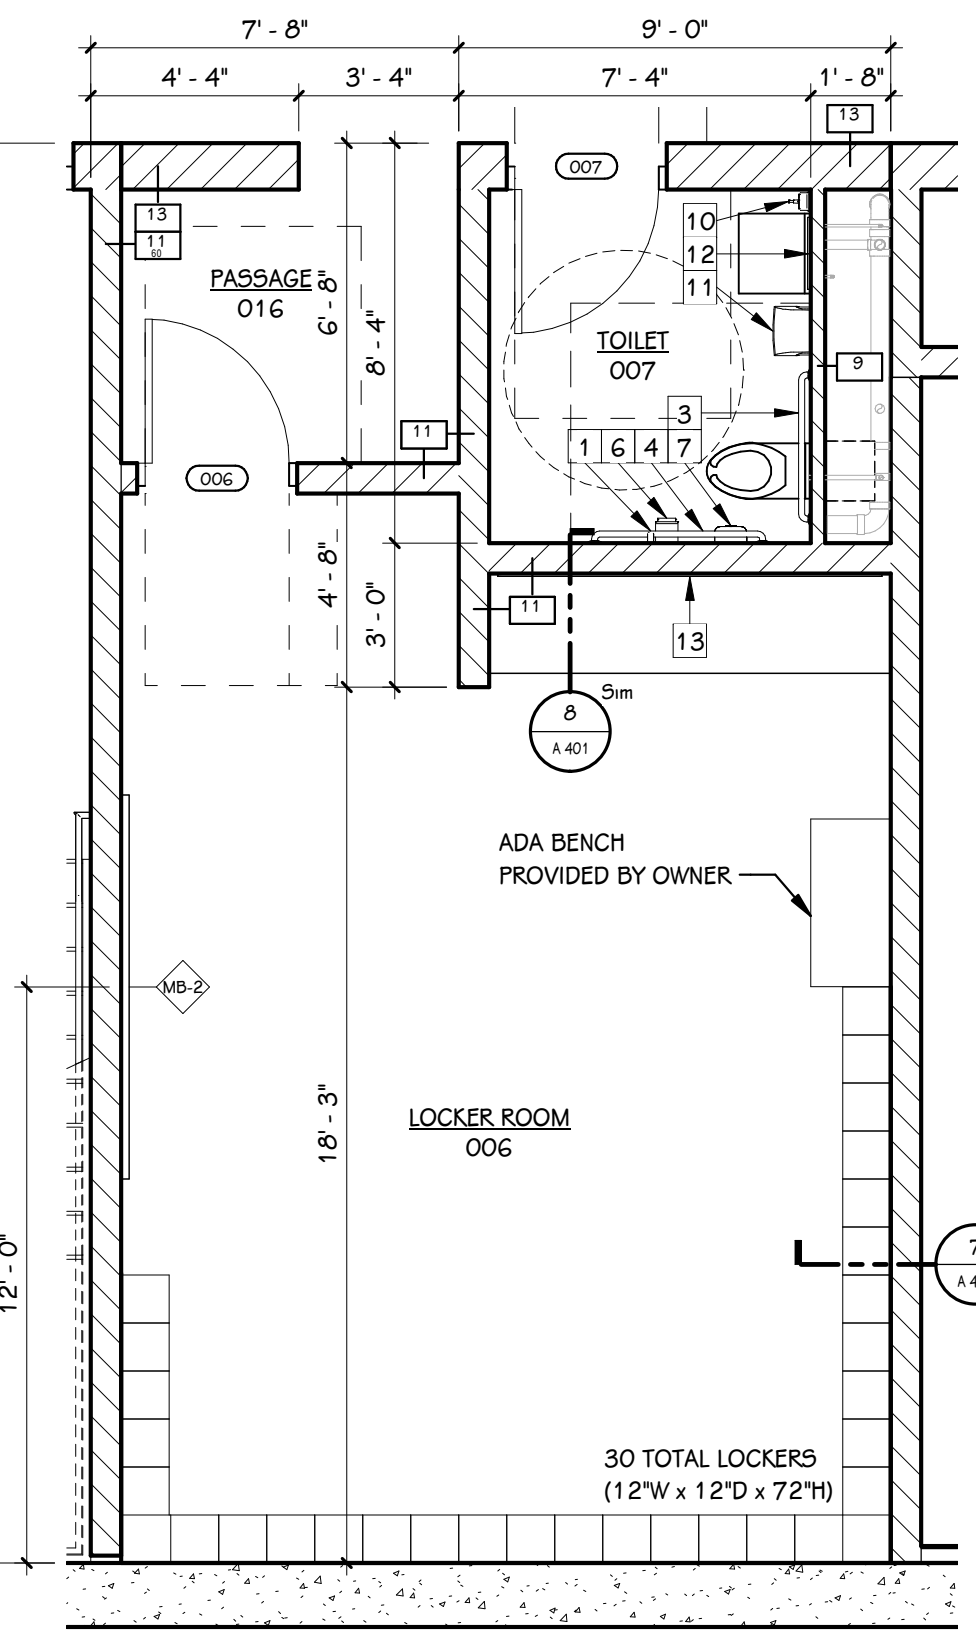 7' - 8"
9' - 0"
4' - 4"
3' - 4"
7' - 4"
1' - 8"
13
007
13
11
60
10
12
11
PASSAGE
016
6' - 8"
8' - 4"
TOILET
007
9
3
11
1 6 4 7
006
4' - 8"
3' - 0"
11
13
Sim
8
A 401
ADA BENCH
PROVIDED BY OWNER
MB-2
18' - 3"
LOCKER ROOM
006
12' - 0"
7
A 4
30 TOTAL LOCKERS
(12"W x 12"D x 72"H)